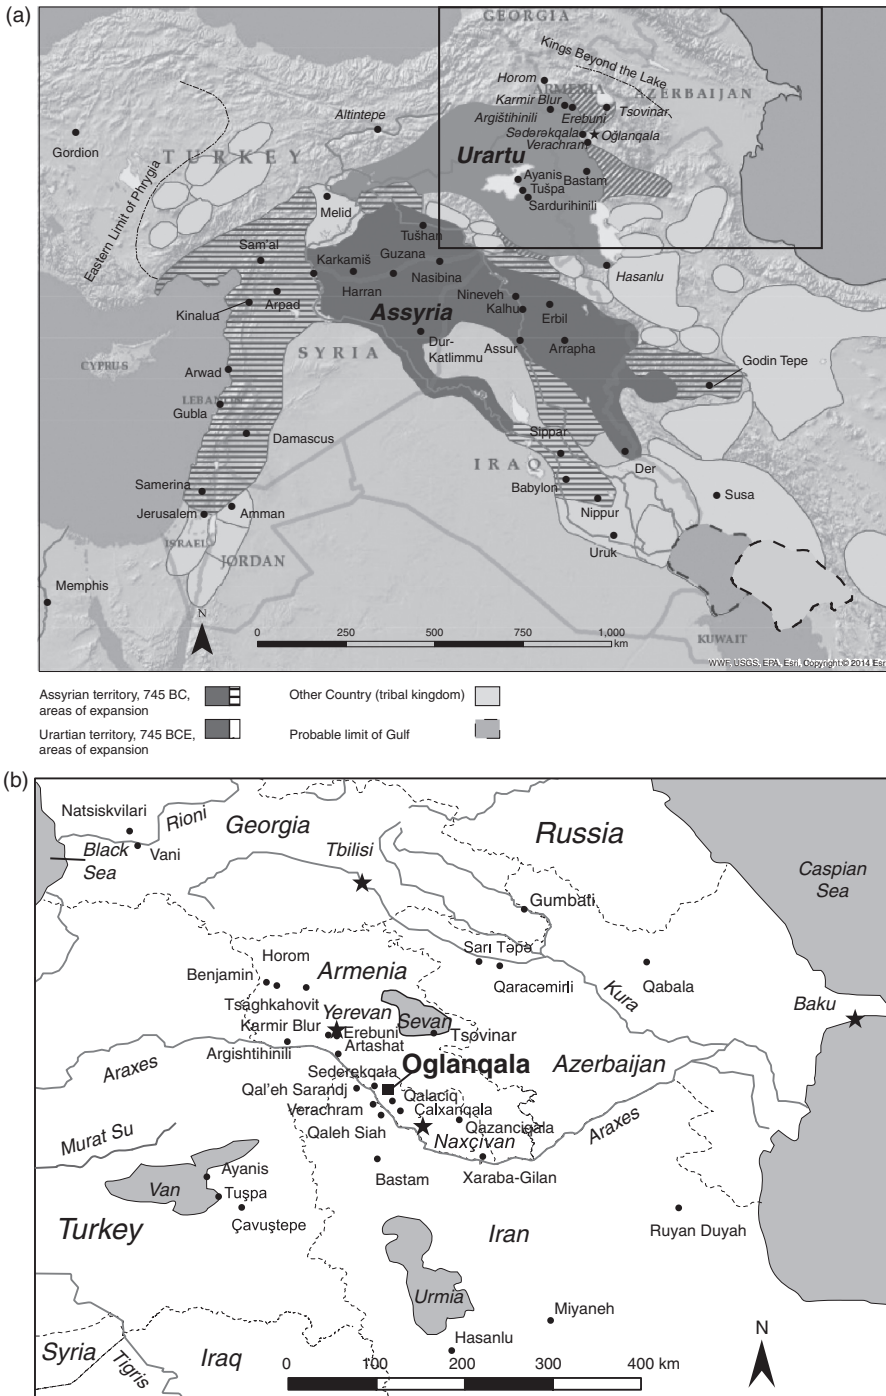 (a)
GEORGIA
Kings Beyond the Lake
Horom
ARMENIA
AZERBAIJAN
Karmir Blur
Tsovinar
Altintepe
Argištihinili
Erebuni
Gordion
Sədərəkqala
Oğlanqala
TURKEY
Verachram
Urartu
Ayanis
Bastam
Tušpa
Sardurihinili
Eastern Limit of Phrygia
Melid
Tušhan
Sam'al
Karkamiš
Guzana
Hasanlu
Nasibina
Harran
Nineveh
Arpad
Kalhu
Kinalua
Assyria
Erbil
Dur-
Katlimmu
Assur
Arrapha
SYRIA
Godin Tepe
CYPRUS
Arwad
LEBANON
Gubla
Damascus
Sippar
IRAQ
Der
Samerina
Babylon
Susa
Jerusalem
Amman
Nippur
ISRAEL
Uruk
JORDAN
Memphis
N
KUWAIT
0 250 500 750 1,000
km
WWF, USGS, EPA, Esri, Copyright:© 2014 Esri
Assyrian territory, 745 BC,
areas of expansion
Other Country (tribal kingdom)
Urartian territory, 745 BCE,
areas of expansion
Probable limit of Gulf
(b)
Natsiskvilari
Rioni
Georgia
Russia
Black
Sea
Vani
Tbilisi
Caspian
Sea
Gumbati
Sarı Təpə
Horom
Benjamin
Armenia
Qaracəmirli
Qabala
Kura
Tsaghkahovit
Yerevan
Baku
Karmir Blur
Erebuni
Sevan
Tsovinar
Argishtihinili
Artashat
Araxes
Oglanqala
Azerbaijan
Sederekqala
Qal'eh Sarandj
Qalaciq
Verachram
Çalxanqala
Qazanciqala
Araxes
Qaleh Siah
Naxçivan
Murat Su
Bastam
Xaraba-Gilan
Ayanis
Van
Tuşpa
Çavuştepe
Turkey
Iran
Ruyan Duyah
Urmia
Miyaneh
Hasanlu
N
Syria
Tigris
Iraq
0 100 200 300 400 km